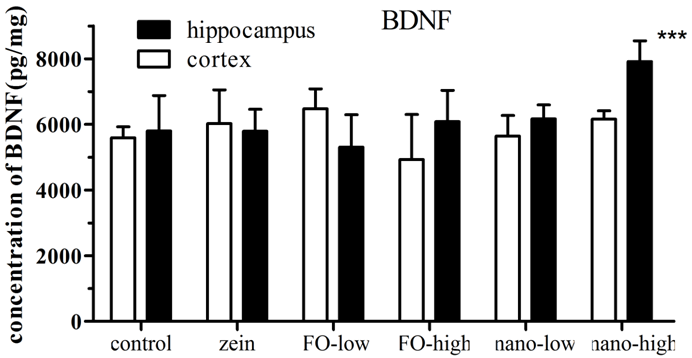 BDNF
hippocampus
cortex
concentration of BDNF(pg/mg)
8000
6000
4000
2000
0
***
control zein FO-low FO-high nano-low nano-high